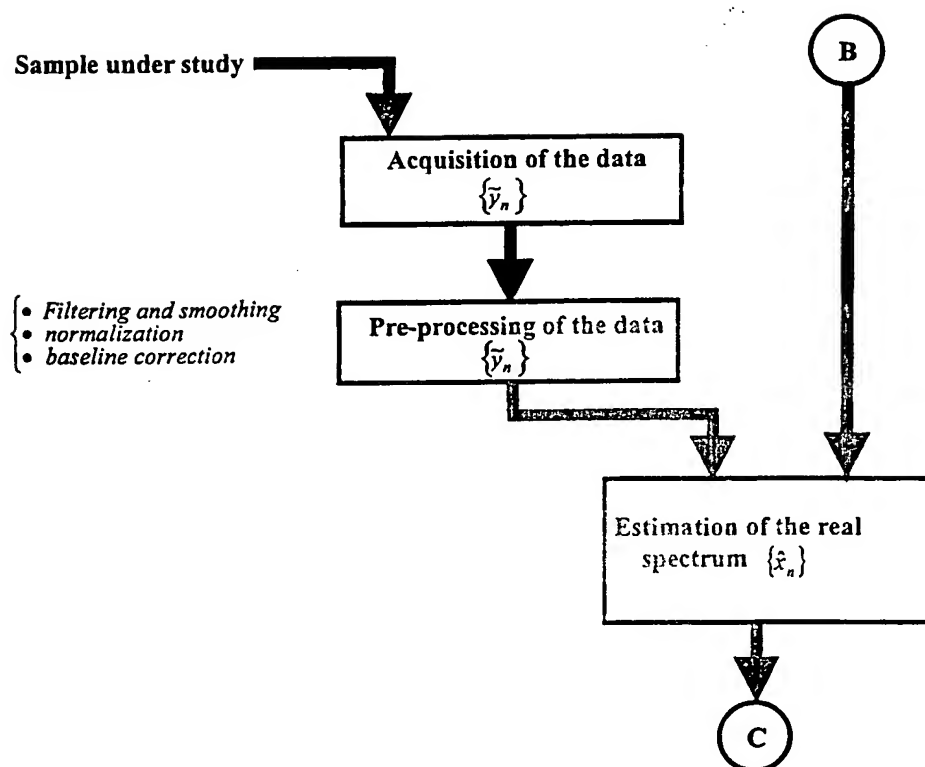 B
Sample under study
Acquisition of the data
{ỹn}
• Filtering and smoothing
• normalization
• baseline correction
Pre-processing of the data
{ỹn}
Estimation of the real
spectrum {x̂n}
C